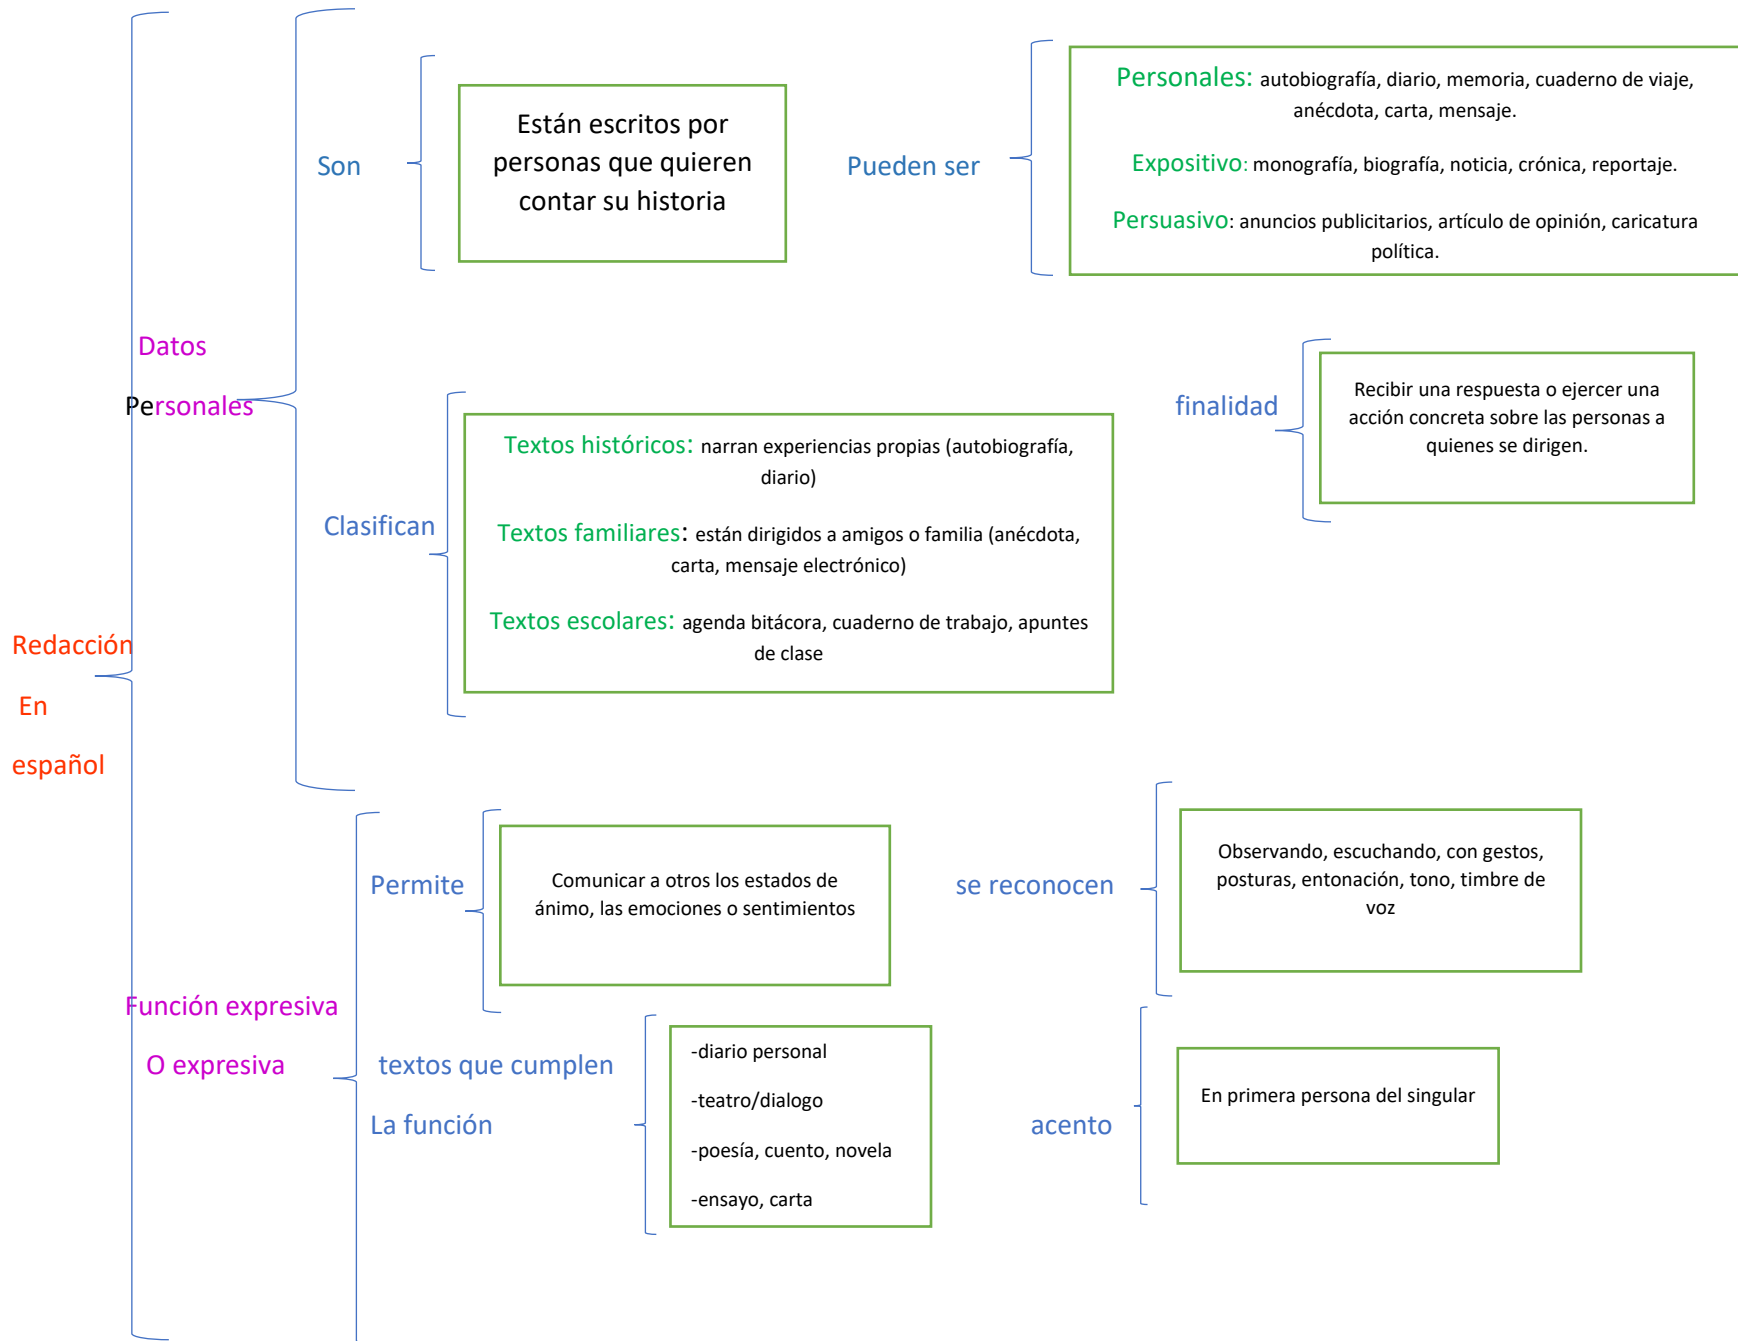 Redacción
En
español
Datos
Personales
Son
Están escritos por
personas que quieren
contar su historia
Pueden ser
Personales: autobiografía, diario, memoria, cuaderno de viaje,
anécdota, carta, mensaje.
Expositivo: monografía, biografía, noticia, crónica, reportaje.
Persuasivo: anuncios publicitarios, artículo de opinión, caricatura
política.
Clasifican
Textos históricos: narran experiencias propias (autobiografía,
diario)
Textos familiares: están dirigidos a amigos o familia (anécdota,
carta, mensaje electrónico)
Textos escolares: agenda bitácora, cuaderno de trabajo, apuntes
de clase
finalidad
Recibir una respuesta o ejercer una
acción concreta sobre las personas a
quienes se dirigen.
Función expresiva
O expresiva
Permite
Comunicar a otros los estados de
ánimo, las emociones o sentimientos
se reconocen
Observando, escuchando, con gestos,
posturas, entonación, tono, timbre de
voz
textos que cumplen
La función
-diario personal
-teatro/dialogo
-poesía, cuento, novela
-ensayo, carta
acento
En primera persona del singular